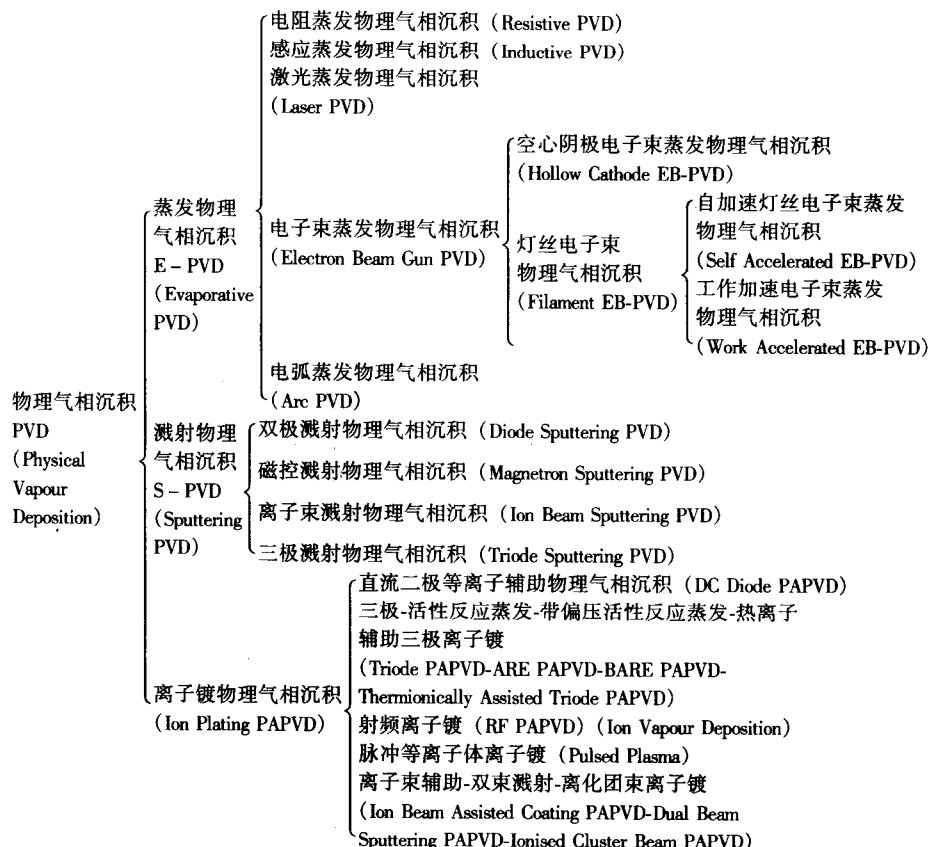 电阻蒸发物理气相沉积（Resistive PVD）
感应蒸发物理气相沉积（Inductive PVD）
激光蒸发物理气相沉积
（Laser PVD）
空心阴极电子束蒸发物理气相沉积
（Hollow Cathode EB-PVD）
蒸发物理
气相沉积
E－PVD
（Evaporative
PVD）
电子束蒸发物理气相沉积
（Electron Beam Gun PVD）
灯丝电子束
物理气相沉积
（Filament EB-PVD）
自加速灯丝电子束蒸发
物理气相沉积
（Self Accelerated EB-PVD）
工作加速电子束蒸发
物理气相沉积
（Work Accelerated EB-PVD）
电弧蒸发物理气相沉积
（Arc PVD）
物理气相沉积
PVD
（Physical
Vapour
Deposition）
溅射物理
气相沉积
S－PVD
（Sputtering
PVD）
双极溅射物理气相沉积（Diode Sputtering PVD）
磁控溅射物理气相沉积（Magnetron Sputtering PVD）
离子束溅射物理气相沉积（Ion Beam Sputtering PVD）
三极溅射物理气相沉积（Triode Sputtering PVD）
离子镀物理气相沉积
（Ion Plating PAPVD）
直流二极等离子辅助物理气相沉积（DC Diode PAPVD）
三极-活性反应蒸发-带偏压活性反应蒸发-热离子
辅助三极离子镀
（Triode PAPVD-ARE PAPVD-BARE PAPVD-
Thermionically Assisted Triode PAPVD）
射频离子镀（RF PAPVD）（Ion Vapour Deposition）
脉冲等离子体离子镀（Pulsed Plasma）
离子束辅助-双束溅射-离化团束离子镀
（Ion Beam Assisted Coating PAPVD-Dual Beam
Sputtering PAPVD-Ionised Cluster Beam PAPVD）